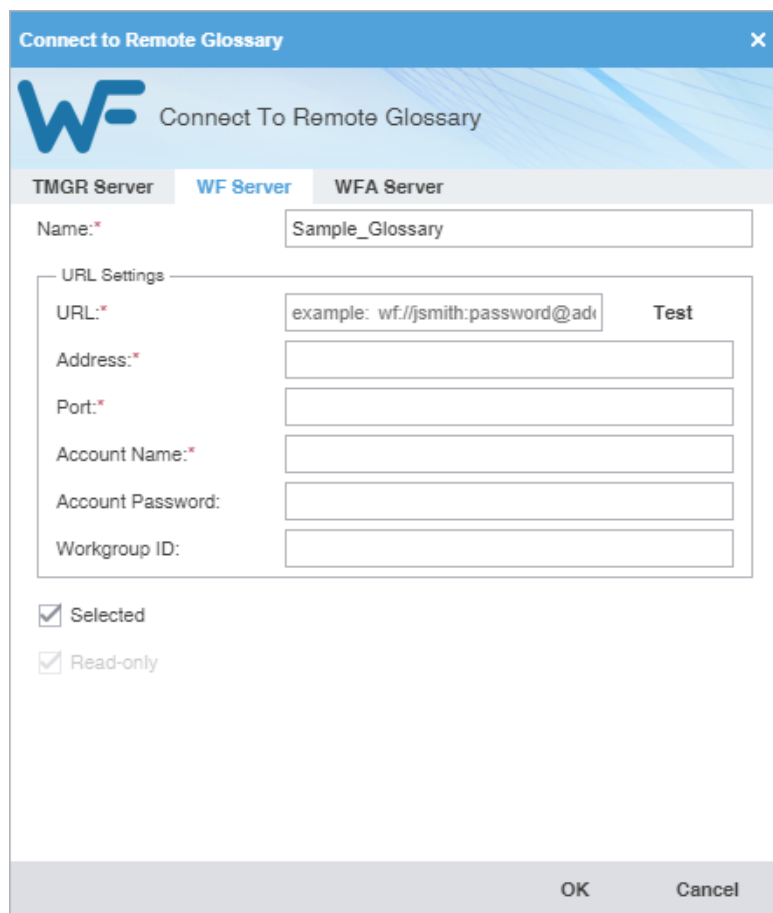 Connect to Remote Glossary
WF Connect To Remote Glossary
TMGR Server WF Server WFA Server
Name:* Sample_Glossary
URL Settings
URL:* example: wf://jsmith:password@ad Test
Address:*
Port:*
Account Name:*
Account Password:
Workgroup ID:
Selected
Read-only
OK Cancel